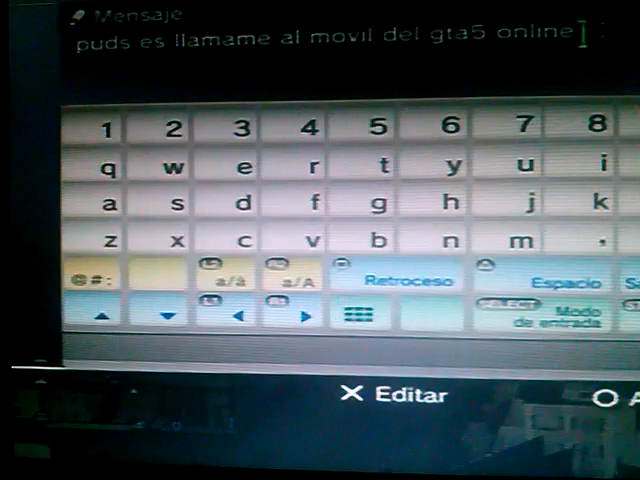 Mensaje
puds es llamame al movil del gta5 online
1 2 3 4 5 6 7 8
q w e r t y u i
a s d f g h j k
z x c v b n m ,
@#: a/à a/A Retroceso Espacio
SELECT Modo
de entrada
X Editar